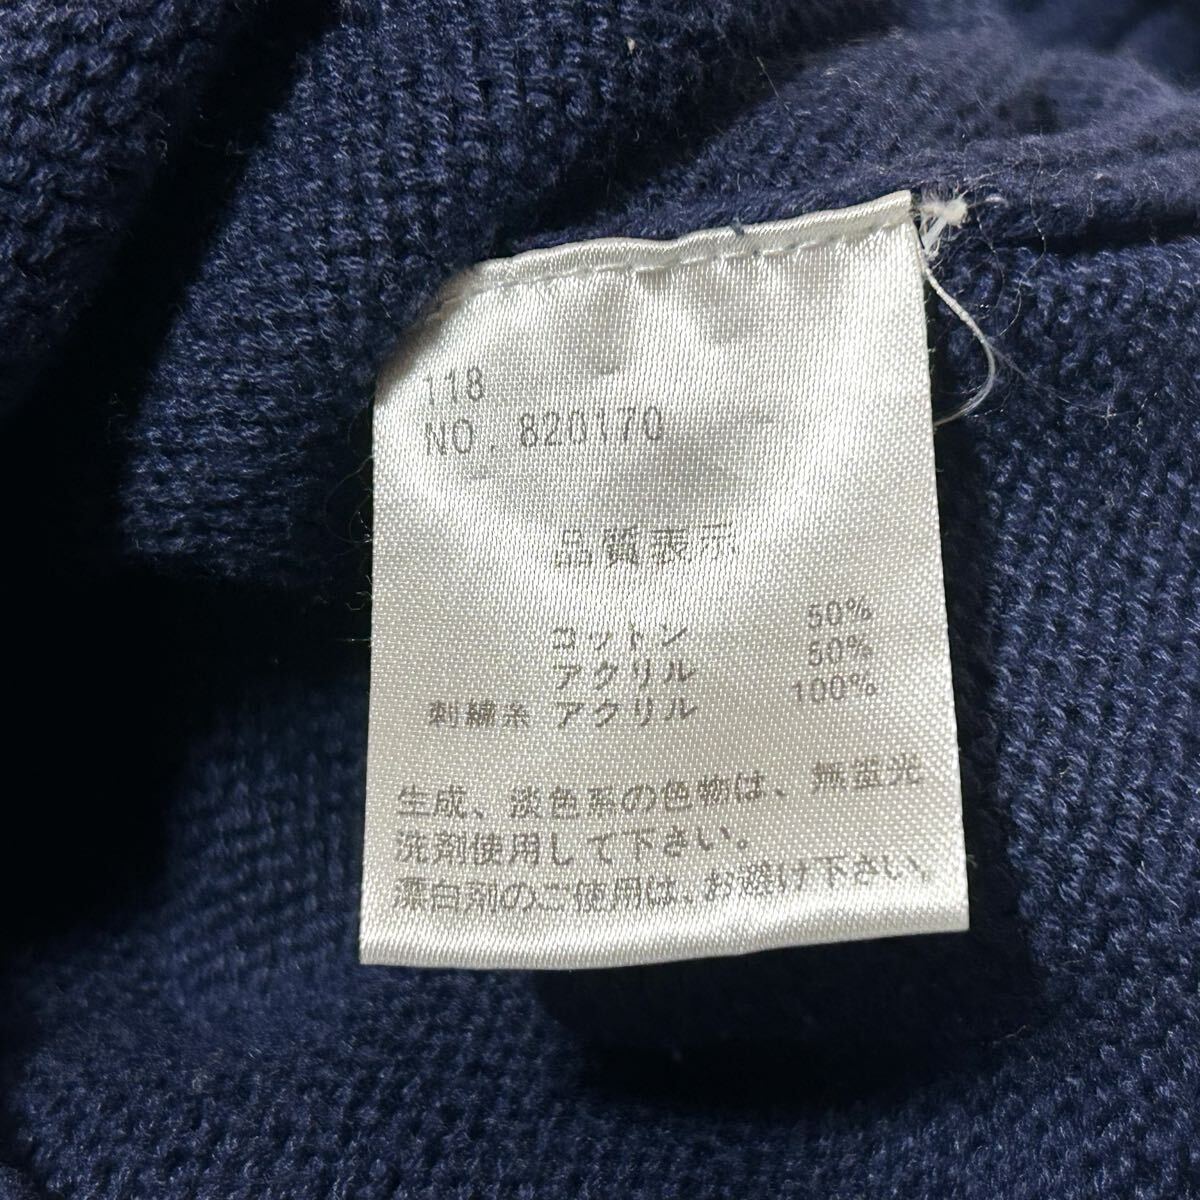 118
NO. 820170
品質表示
コットン 50%
アクリル 50%
刺繍糸 アクリル 100%
生成、淡色系の色物は、無蛍光
洗剤使用して下さい。
漂白剤のご使用は、お避け下さい。